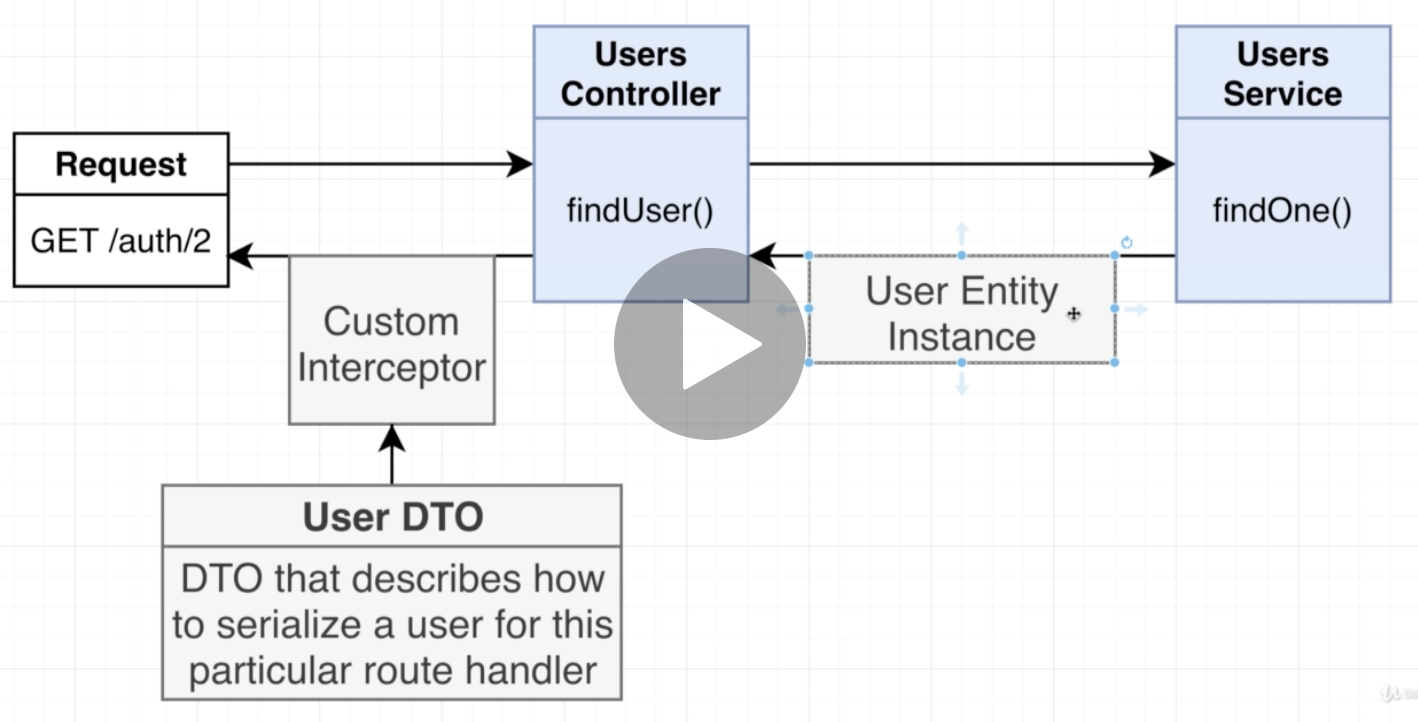 Request
GET /auth/2
Users
Controller
findUser()
Users
Service
findOne()
Custom
Interceptor
User Entity
Instance
User DTO
DTO that describes how
to serialize a user for this
particular route handler